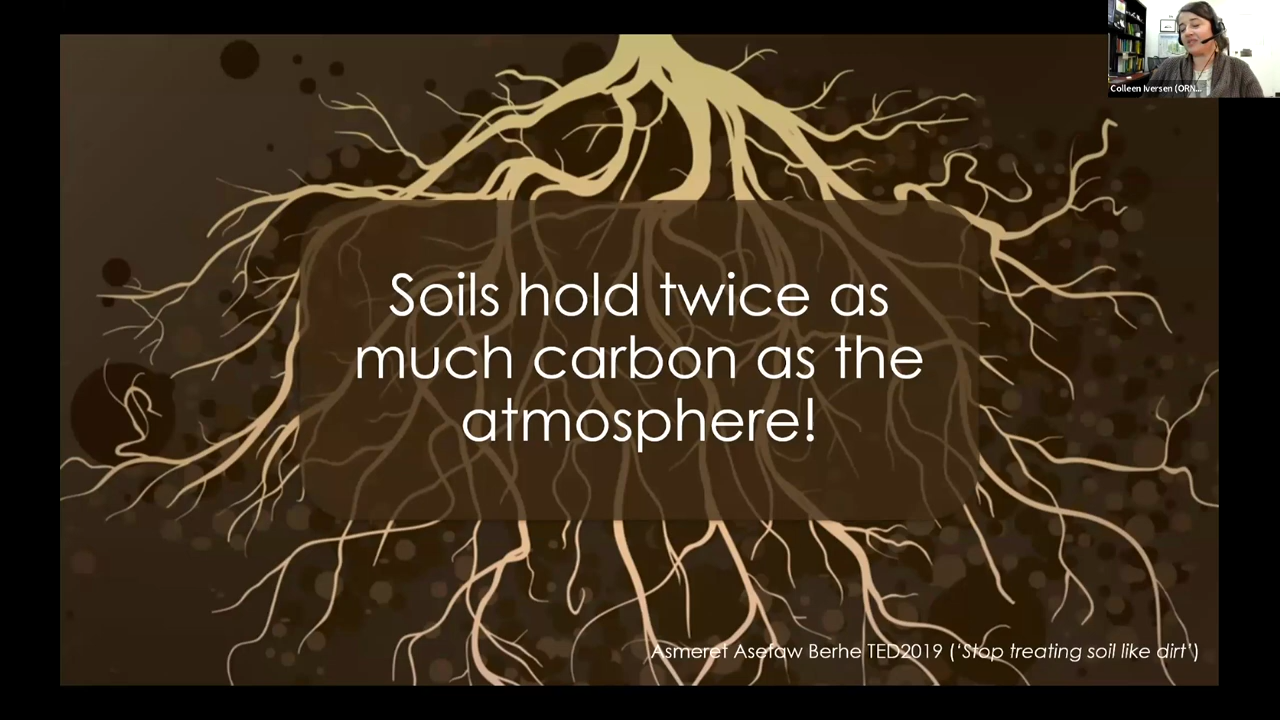 Colleen Iversen (ORN...
Soils hold twice as
much carbon as the
atmosphere!
Asmeret Asefaw Berhe TED2019 (‘Stop treating soil like dirt’)